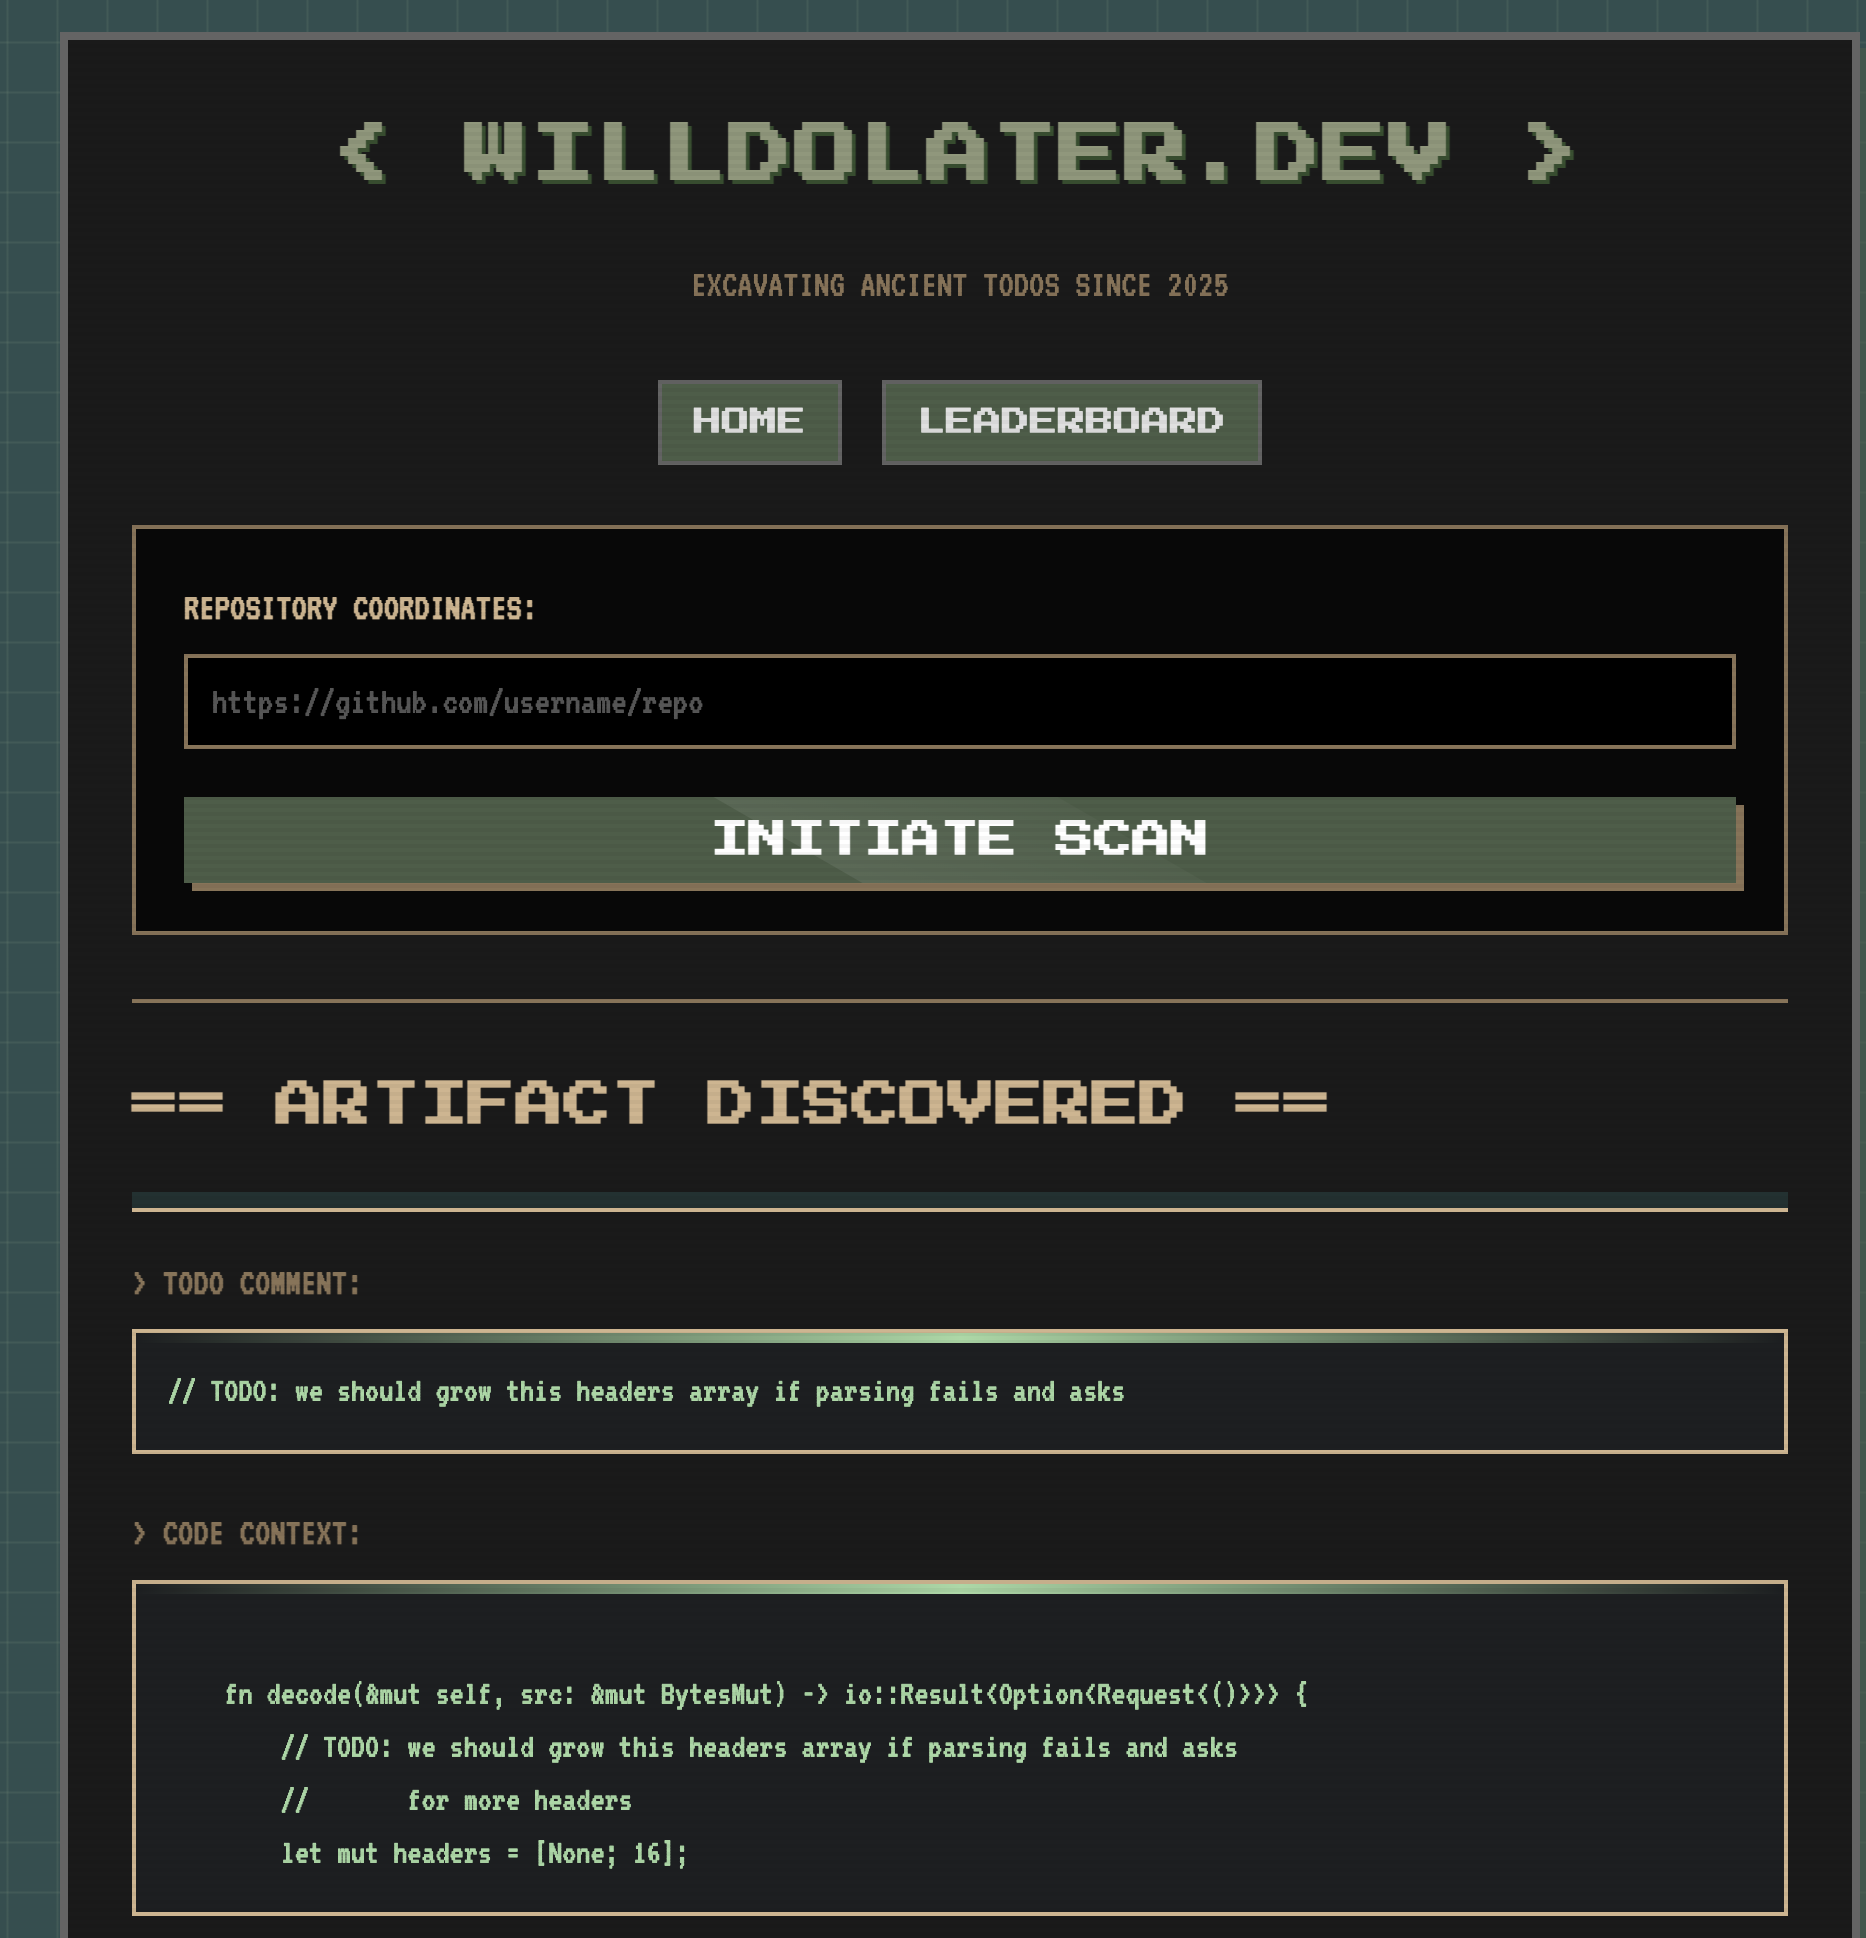 < WILLDOLATER.DEV >
EXCAVATING ANCIENT TODOS SINCE 2025
HOME LEADERBOARD
REPOSITORY COORDINATES:
https://github.com/username/repo
INITIATE SCAN
== ARTIFACT DISCOVERED ==
> TODO COMMENT:
// TODO: we should grow this headers array if parsing fails and asks
> CODE CONTEXT:
fn decode(&mut self, src: &mut BytesMut) -> io::Result<Option<Request<()>>> {
// TODO: we should grow this headers array if parsing fails and asks
//       for more headers
let mut headers = [None; 16];